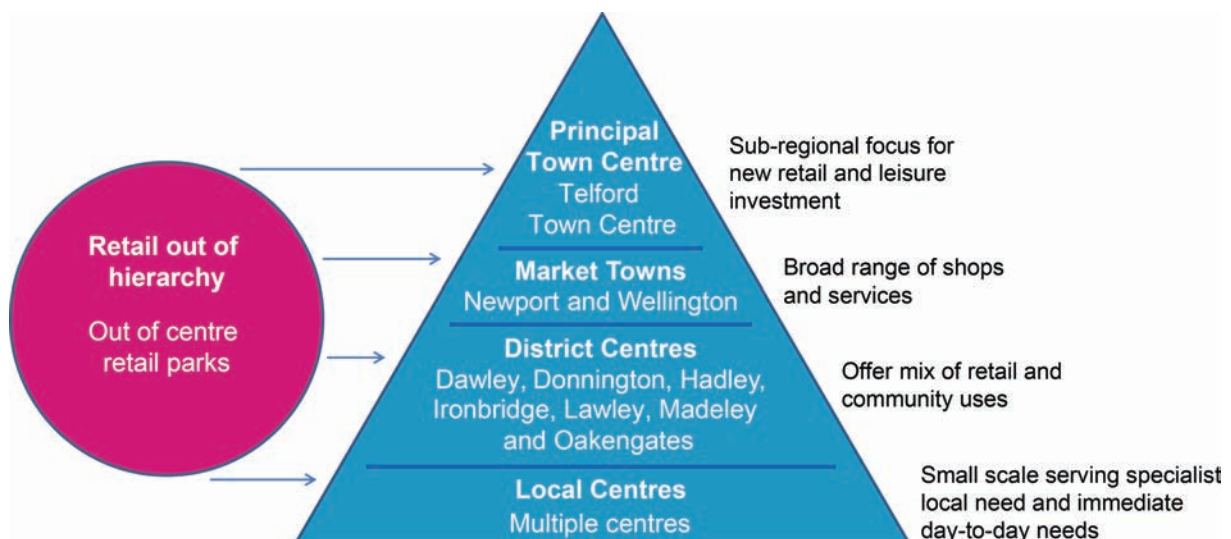 Retail out of
hierarchy
Out of centre
retail parks
Principal
Town Centre
Telford
Town Centre
Sub-regional focus for
new retail and leisure
investment
Market Towns
Newport and Wellington
Broad range of shops
and services
District Centres
Dawley, Donnington, Hadley,
Ironbridge, Lawley, Madeley
and Oakengates
Offer mix of retail and
community uses
Local Centres
Multiple centres
Small scale serving specialist
local need and immediate
day-to-day needs